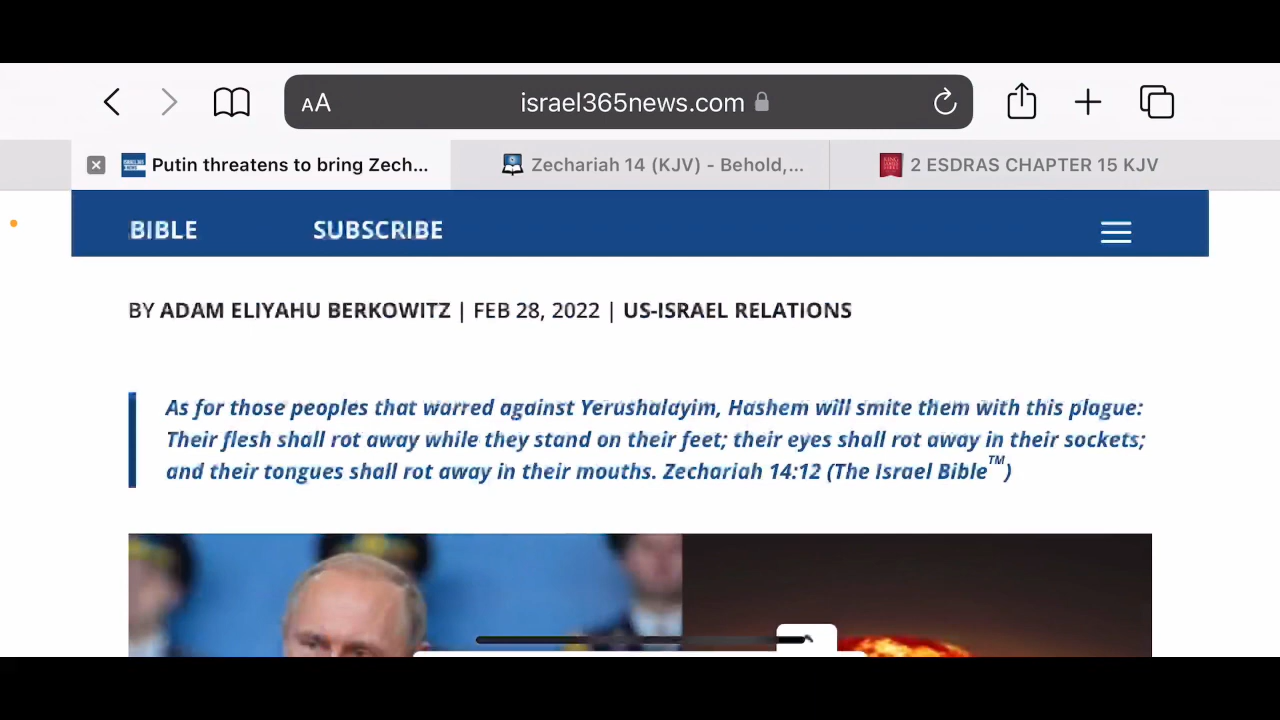 AA israel365news.com
Putin threatens to bring Zech... Zechariah 14 (KJV) - Behold,... 2 ESDRAS CHAPTER 15 KJV
BIBLE SUBSCRIBE
BY ADAM ELIYAHU BERKOWITZ | FEB 28, 2022 | US-ISRAEL RELATIONS
As for those peoples that warred against Yerushalayim, Hashem will smite them with this plague:
Their flesh shall rot away while they stand on their feet; their eyes shall rot away in their sockets;
and their tongues shall rot away in their mouths. Zechariah 14:12 (The Israel Bible™)